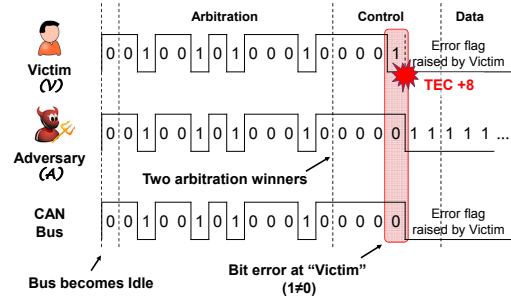 Arbitration Control Data
0 0 1 0 0 1 0 1 0 0 0 1 0 0 0 0 1
Error flag
raised by Victim
Victim
(V)
TEC +8
0 0 1 0 0 1 0 1 0 0 0 1 0 0 0 0 0 1 1 1 1 1 ...
Adversary
(A)
Two arbitration winners
CAN
Bus
0 0 1 0 0 1 0 1 0 0 0 1 0 0 0 0 0
Error flag
raised by Victim
Bus becomes Idle
Bit error at “Victim”
(1≠0)